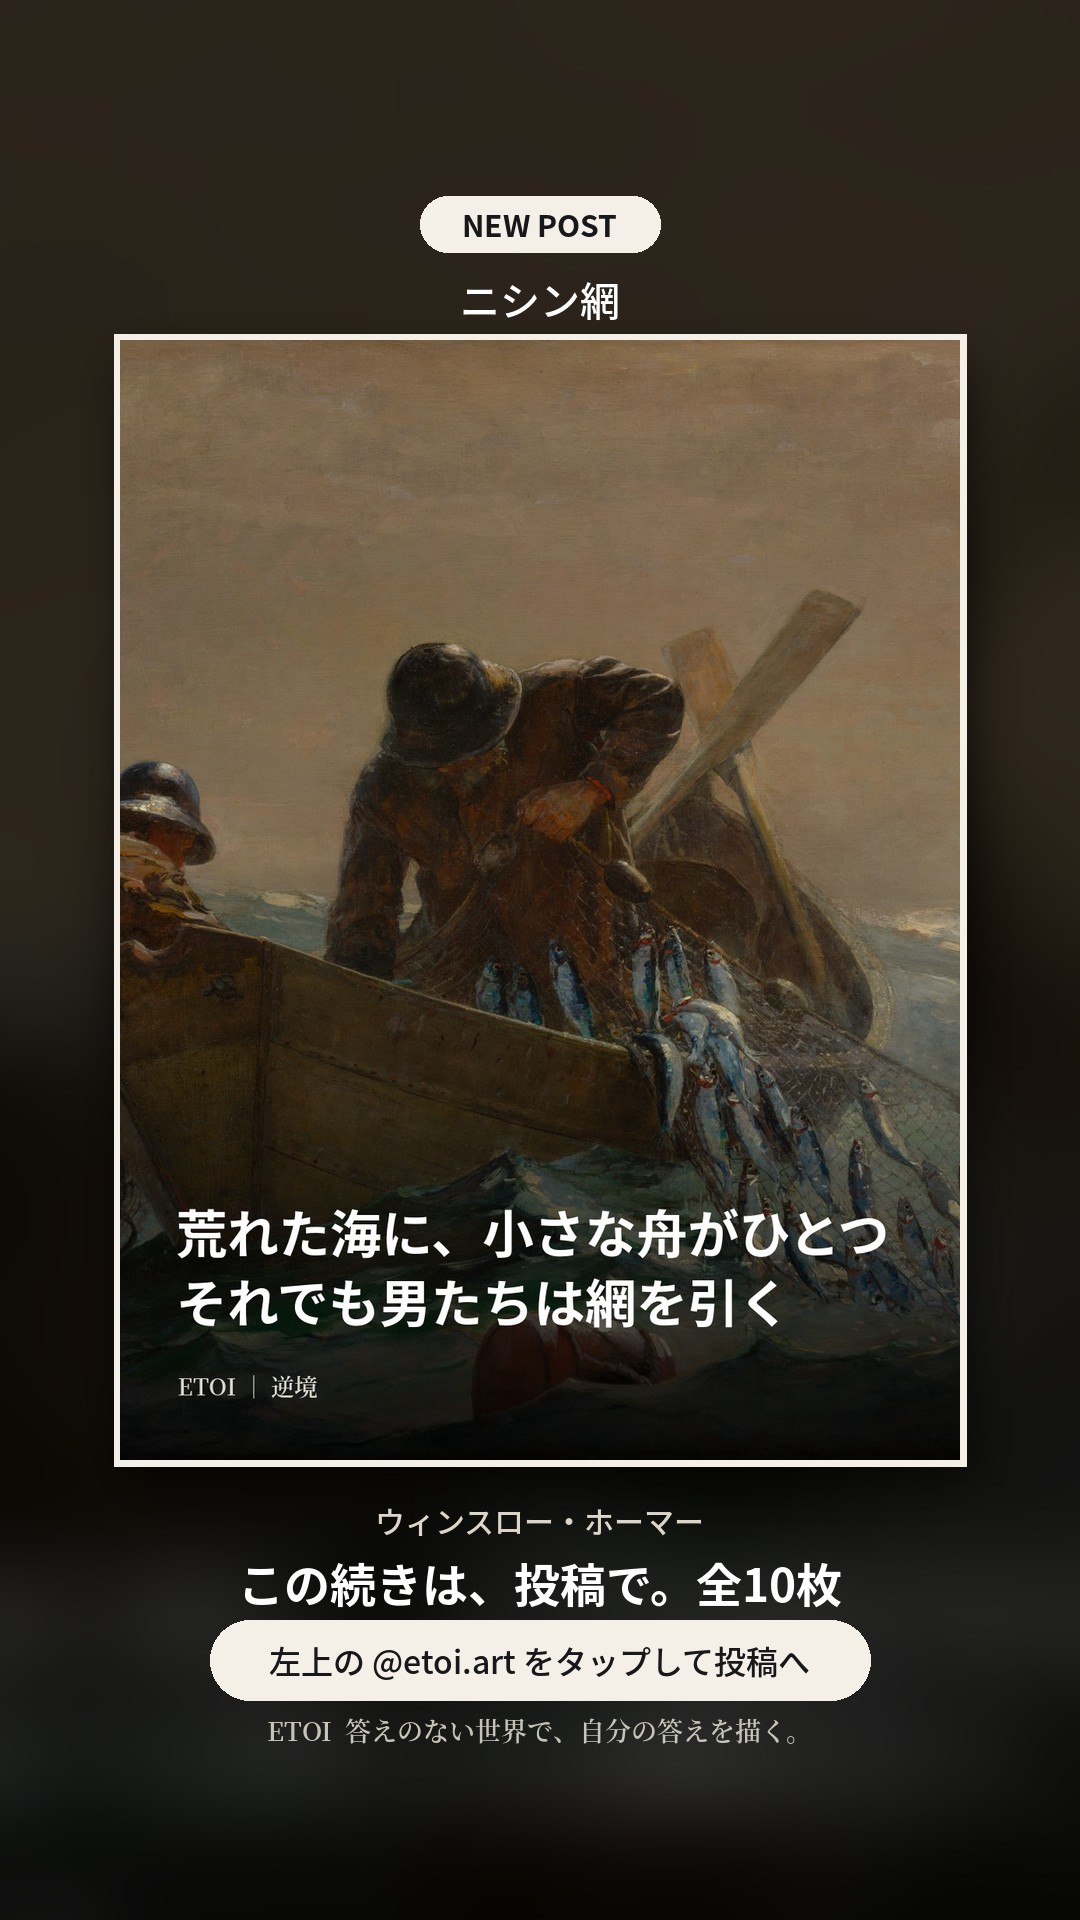 NEW POST
ニシン網
荒れた海に、小さな舟がひとつ
それでも男たちは網を引く
ETOI｜逆境
ウィンスロー・ホーマー
この続きは、投稿で。全10枚
左上の @etoi.art をタップして投稿へ
ETOI 答えのない世界で、自分の答えを描く。